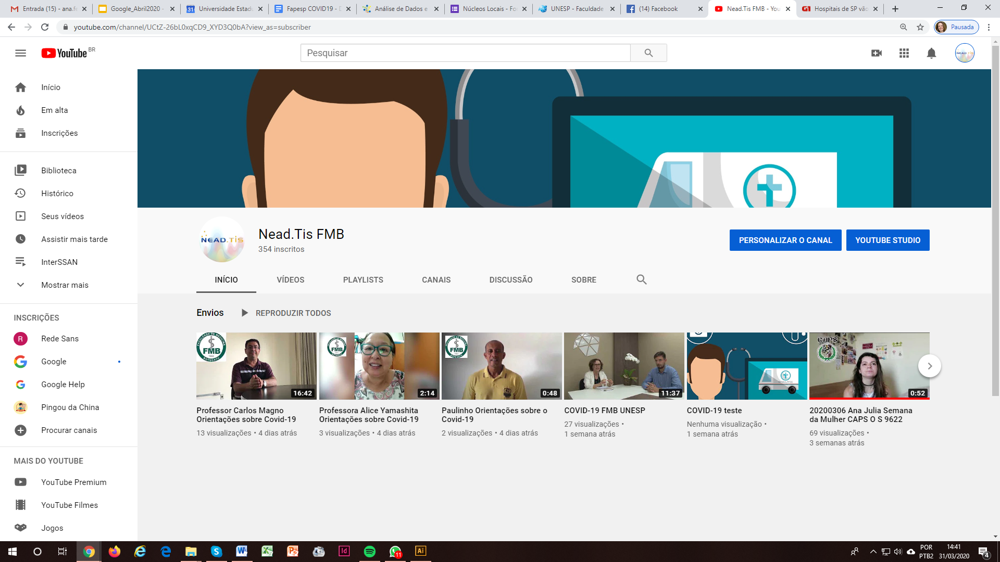 Entrada (15) - ana.fe
Google_Abril2020 -
Universidade Estadu
Fapesp COVID19 - D
Análise de Dados e
Núcleos Locais - Fo
UNESP - Faculdade
(14) Facebook
Nead.Tis FMB - You
Hospitais de SP vão
youtube.com/channel/UCtZ-26bL0xqCD9_XYD3Q0bA?view_as=subscriber
Pausada
YouTube BR
Pesquisar
NEAD.TIS
Início
Em alta
Inscrições
Biblioteca
Histórico
Seus vídeos
Assistir mais tarde
InterSSAN
Mostrar mais
INSCRIÇÕES
R
Rede Sans
Google
Google Help
Pingou da China
Procurar canais
MAIS DO YOUTUBE
YouTube Premium
YouTube Filmes
Jogos
NEAD.TIS
Nead.Tis FMB
354 inscritos
PERSONALIZAR O CANAL
YOUTUBE STUDIO
INÍCIO
VÍDEOS
PLAYLISTS
CANAIS
DISCUSSÃO
SOBRE
Envios
REPRODUZIR TODOS
FMB
BOTUCATU
16:42
Professor Carlos Magno
Orientações sobre Covid-19
13 visualizações • 4 dias atrás
FMB
2:14
Professora Alice Yamashita
Orientações sobre Covid-19
3 visualizações • 4 dias atrás
FMB
0:48
Paulinho Orientações sobre o
Covid-19
2 visualizações • 4 dias atrás
11:37
COVID-19 FMB UNESP
27 visualizações •
1 semana atrás
COVID-19 teste
Nenhuma visualização •
1 semana atrás
CAPS
0:52
20200306 Ana Julia Semana
da Mulher CAPS O S 9622
69 visualizações •
3 semanas atrás
11
POR
PTB2
14:41
31/03/2020
4